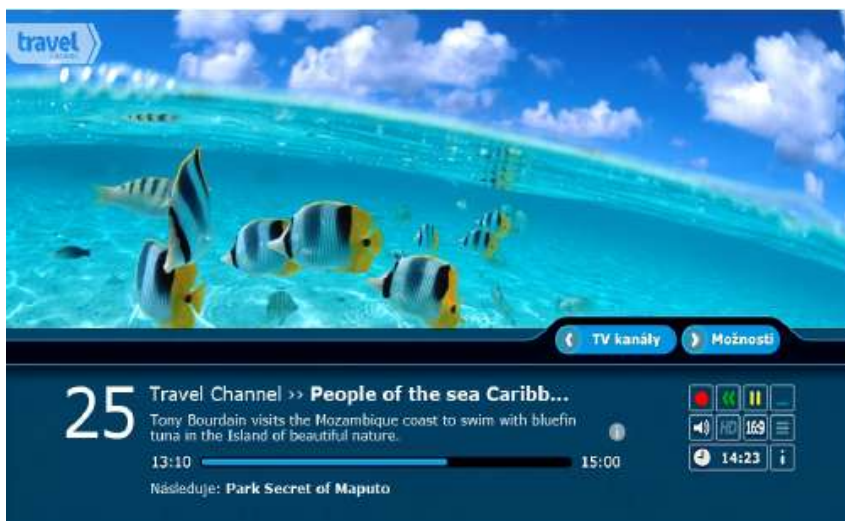 travel
TV kanály
Možnosti
25
Travel Channel >> People of the sea Caribb...
Tony Bourdain visits the Mozambique coast to swim with bluefin
tuna in the Island of beautiful nature.
HD 16:9
13:10 15:00
14:23 i
Následuje: Park Secret of Maputo